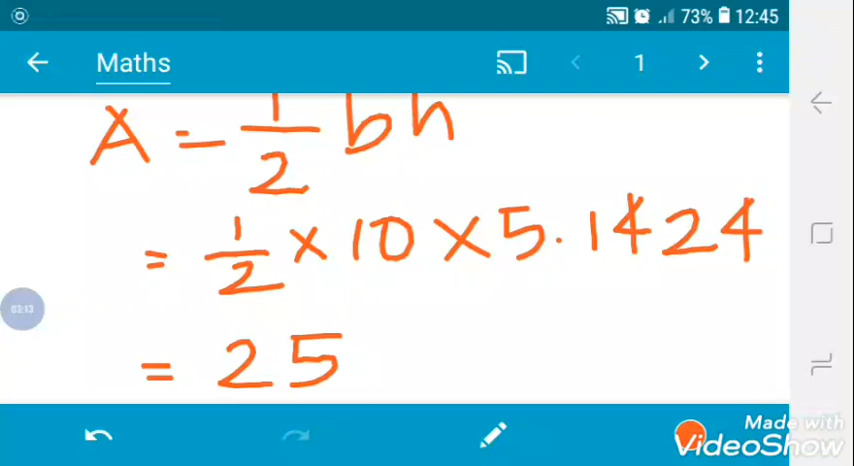 73% 12:45
Maths 1
A = 1/2 bh
= 1/2 × 10 × 5.1424
= 25
03:13
Made with
VideoShow